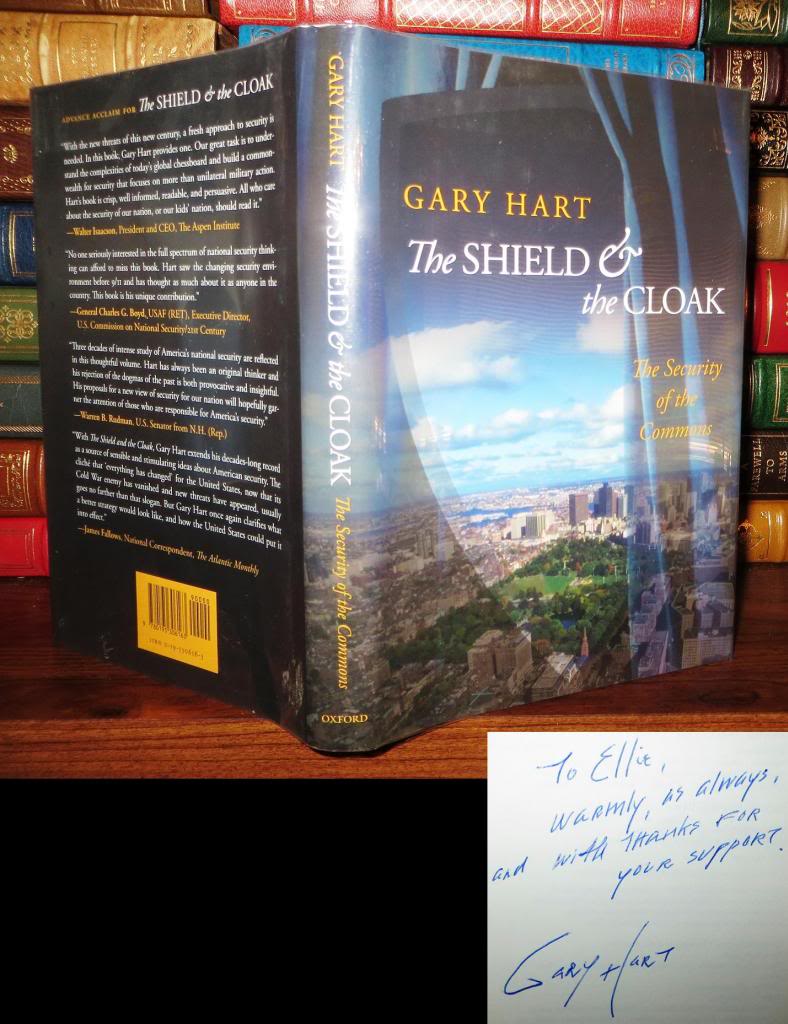 ADVANCE ACCLAIM FOR The SHIELD & the CLOAK
"With the new threats of this new century, a fresh approach to security is
needed. In this book, Gary Hart provides one. Our great task is to under-
stand the complexities of today's global chessboard and build a common-
wealth for security that focuses on more than unilateral military action.
Hart's book is crisp, well informed, readable, and persuasive. All who care
about the security of our nation, or our kids' nation, should read it."
—Walter Isaacson, President and CEO, The Aspen Institute
"No one seriously interested in the full spectrum of national security think-
ing can afford to miss this book. Hart saw the changing security envi-
ronment before 9/11 and has thought as much about it as anyone in the
country. This book is his unique contribution."
—General Charles G. Boyd, USAF (RET), Executive Director,
U.S. Commission on National Security/21st Century
"Three decades of intense study of America's national security are reflected
in this thoughtful volume. Hart has always been an original thinker and
his rejection of the dogmas of the past is both provocative and insightful.
His proposals for a new view of security for our nation will hopefully gar-
ner the attention of those who are responsible for America's security."
—Warren B. Rudman, U.S. Senator from N.H. (Rep.)
"With The Shield and the Cloak, Gary Hart extends his decades-long record
as a source of sensible and stimulating ideas about American security. The
cliché that 'everything has changed' for the United States, now that its
Cold War enemy has vanished and new threats have appeared, usually
goes no farther than that slogan. But Gary Hart once again clarifies what
a better strategy would look like, and how the United States could put it
into effect."
—James Fallows, National Correspondent, The Atlantic Monthly
90000
GARY HART The SHIELD & the CLOAK The Security of the Commons
OXFORD
GARY HART
The SHIELD &
the CLOAK
The Security
of the
Commons
FAREWELL
TO
ARMS
To Ellie,
warmly, as always,
and with thanks for
your support.
Gary Hart